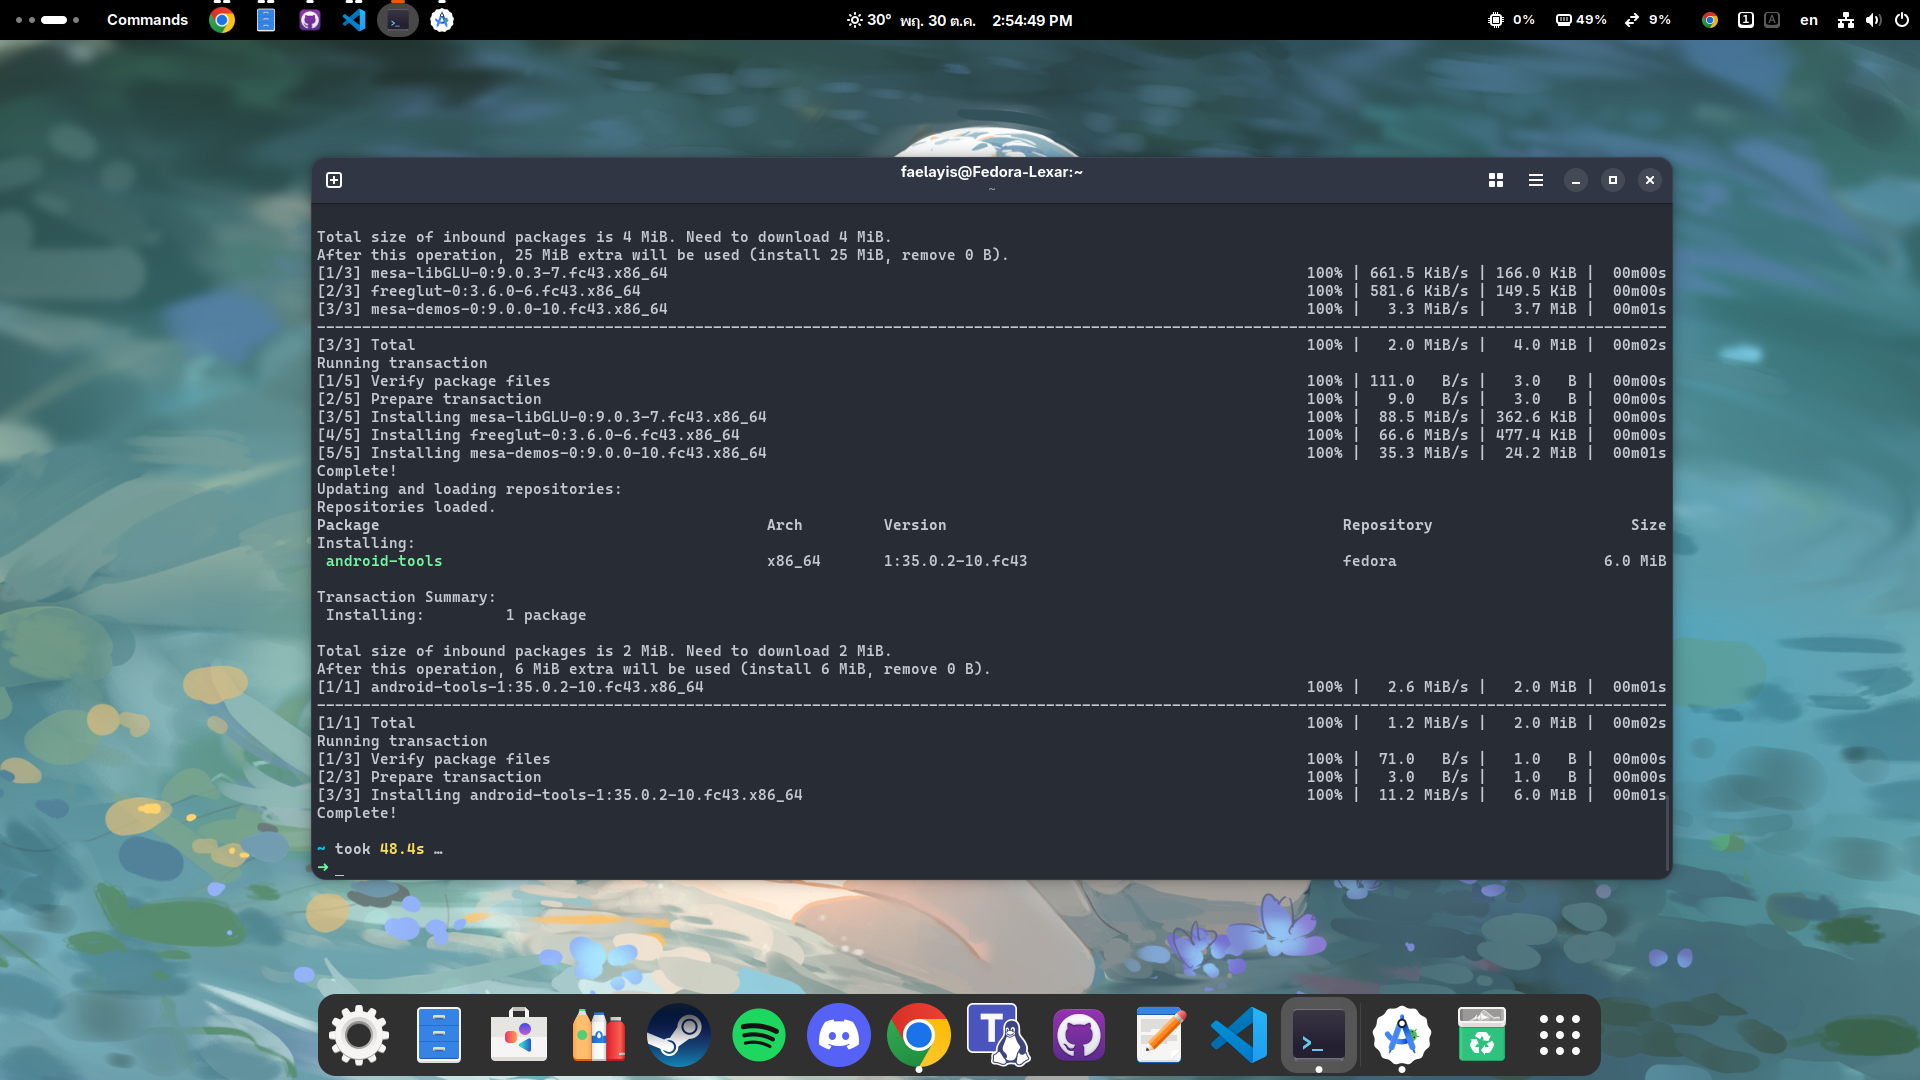 Commands
30° พฤ. 30 ต.ค. 2:54:49 PM
0% 49% 9% 1 A en
faelayis@Fedora-Lexar:~
~
Total size of inbound packages is 4 MiB. Need to download 4 MiB.
After this operation, 25 MiB extra will be used (install 25 MiB, remove 0 B).
[1/3] mesa-libGLU-0:9.0.3-7.fc43.x86_64 100% | 661.5 KiB/s | 166.0 KiB | 00m00s
[2/3] freeglut-0:3.6.0-6.fc43.x86_64 100% | 581.6 KiB/s | 149.5 KiB | 00m00s
[3/3] mesa-demos-0:9.0.0-10.fc43.x86_64 100% | 3.3 MiB/s | 3.7 MiB | 00m01s
[3/3] Total 100% | 2.0 MiB/s | 4.0 MiB | 00m02s
Running transaction
[1/5] Verify package files 100% | 111.0 B/s | 3.0 B | 00m00s
[2/5] Prepare transaction 100% | 9.0 B/s | 3.0 B | 00m00s
[3/5] Installing mesa-libGLU-0:9.0.3-7.fc43.x86_64 100% | 88.5 MiB/s | 362.6 KiB | 00m00s
[4/5] Installing freeglut-0:3.6.0-6.fc43.x86_64 100% | 66.6 MiB/s | 477.4 KiB | 00m00s
[5/5] Installing mesa-demos-0:9.0.0-10.fc43.x86_64 100% | 35.3 MiB/s | 24.2 MiB | 00m01s
Complete!
Updating and loading repositories:
Repositories loaded.
Package Arch Version Repository Size
Installing:
android-tools x86_64 1:35.0.2-10.fc43 fedora 6.0 MiB
Transaction Summary:
Installing: 1 package
Total size of inbound packages is 2 MiB. Need to download 2 MiB.
After this operation, 6 MiB extra will be used (install 6 MiB, remove 0 B).
[1/1] android-tools-1:35.0.2-10.fc43.x86_64 100% | 2.6 MiB/s | 2.0 MiB | 00m01s
[1/1] Total 100% | 1.2 MiB/s | 2.0 MiB | 00m02s
Running transaction
[1/3] Verify package files 100% | 71.0 B/s | 1.0 B | 00m00s
[2/3] Prepare transaction 100% | 3.0 B/s | 1.0 B | 00m00s
[3/3] Installing android-tools-1:35.0.2-10.fc43.x86_64 100% | 11.2 MiB/s | 6.0 MiB | 00m01s
Complete!
~ took 48.4s …
➜ _
T
>_